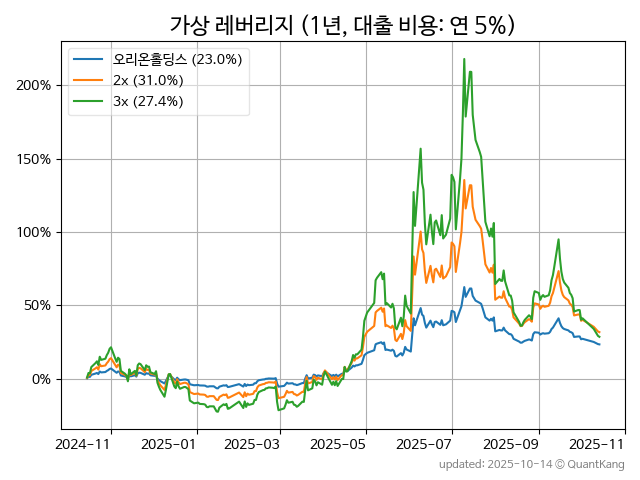 가상 레버리지 (1년, 대출 비용: 연 5%)
오리온홀딩스 (23.0%)
2x (31.0%)
3x (27.4%)
200%
150%
100%
50%
0%
2024-11 2025-01 2025-03 2025-05 2025-07 2025-09 2025-11
updated: 2025-10-14 © QuantKang